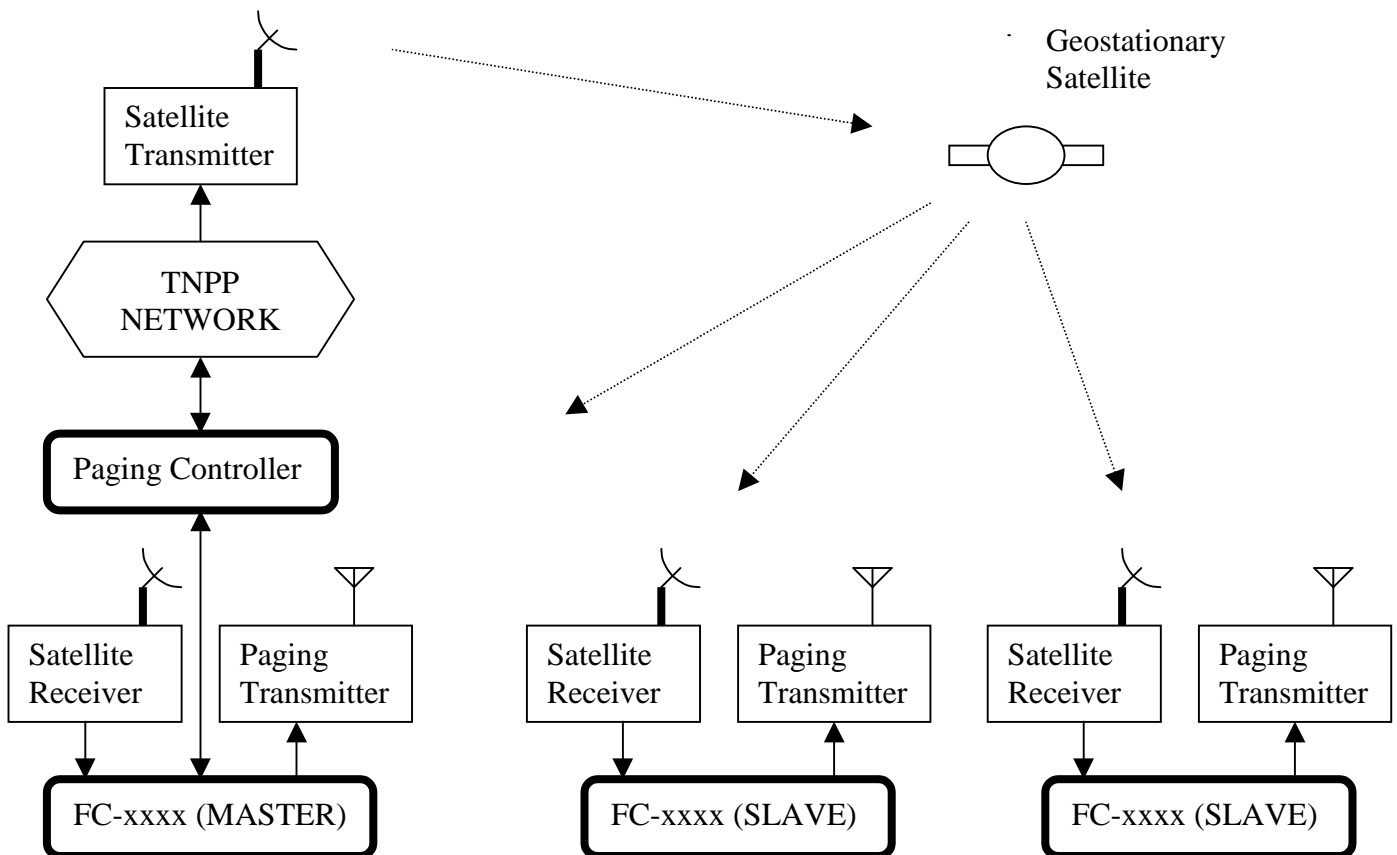 Geostationary
Satellite
Satellite
Transmitter
TNPP
NETWORK
Paging Controller
Satellite
Receiver
Paging
Transmitter
Satellite
Receiver
Paging
Transmitter
Satellite
Receiver
Paging
Transmitter
FC-xxxx (MASTER)
FC-xxxx (SLAVE)
FC-xxxx (SLAVE)